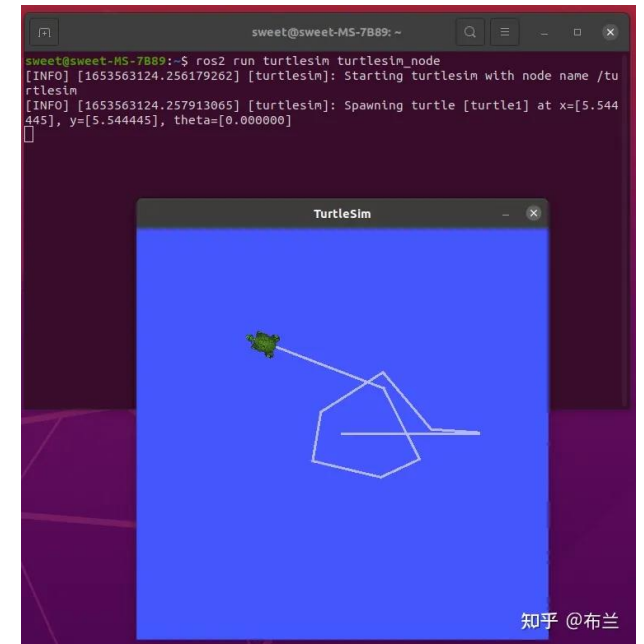 sweet@sweet-MS-7B89: ~
sweet@sweet-MS-7B89:~$ ros2 run turtlesim turtlesim_node
[INFO] [1653563124.256179262] [turtlesim]: Starting turtlesim with node name /tu
rtlesim
[INFO] [1653563124.257913065] [turtlesim]: Spawning turtle [turtle1] at x=[5.544
445], y=[5.544445], theta=[0.000000]
TurtleSim
知乎 @布兰